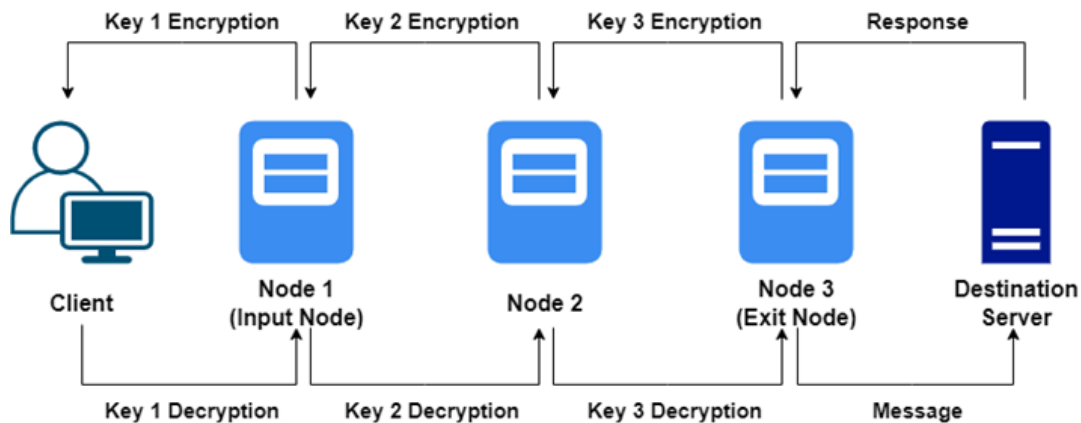 Key 1 Encryption
Key 2 Encryption
Key 3 Encryption
Response
Client
Node 1
(Input Node)
Node 2
Node 3
(Exit Node)
Destination
Server
Key 1 Decryption
Key 2 Decryption
Key 3 Decryption
Message